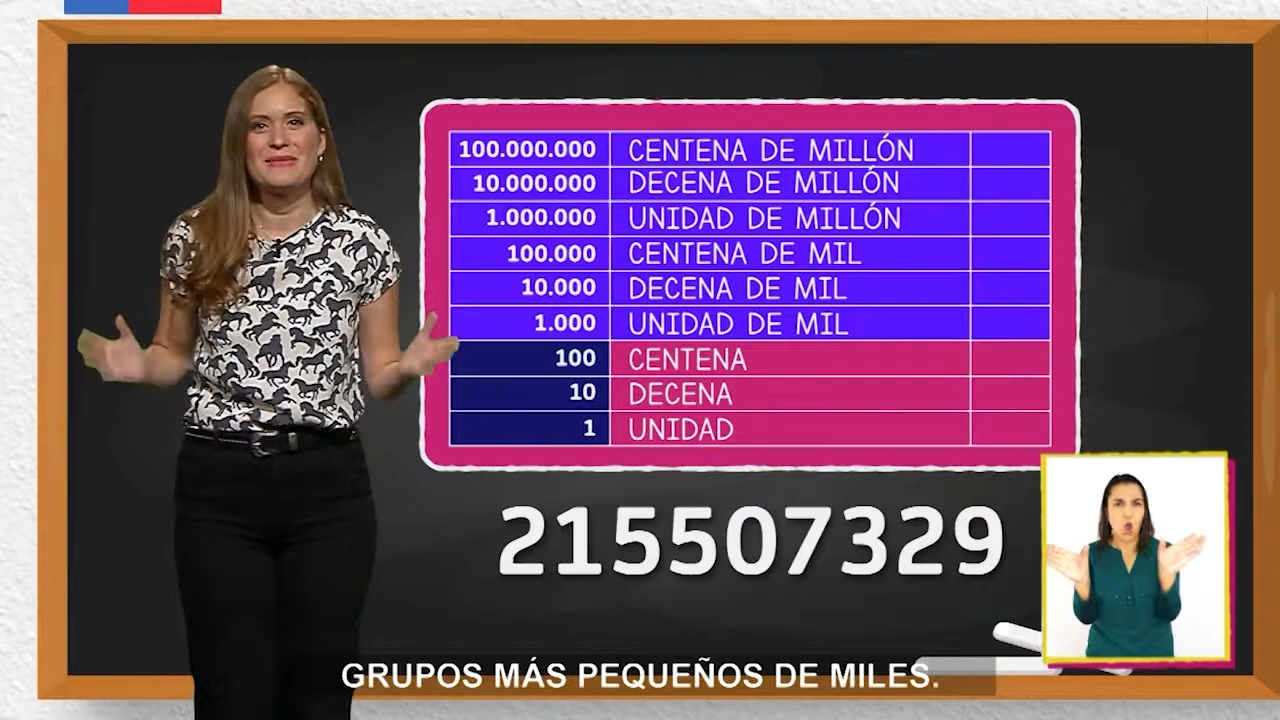 100.000.000 CENTENA DE MILLÓN
10.000.000 DECENA DE MILLÓN
1.000.000 UNIDAD DE MILLÓN
100.000 CENTENA DE MIL
10.000 DECENA DE MIL
1.000 UNIDAD DE MIL
100 CENTENA
10 DECENA
1 UNIDAD
215507329
GRUPOS MÁS PEQUEÑOS DE MILES.